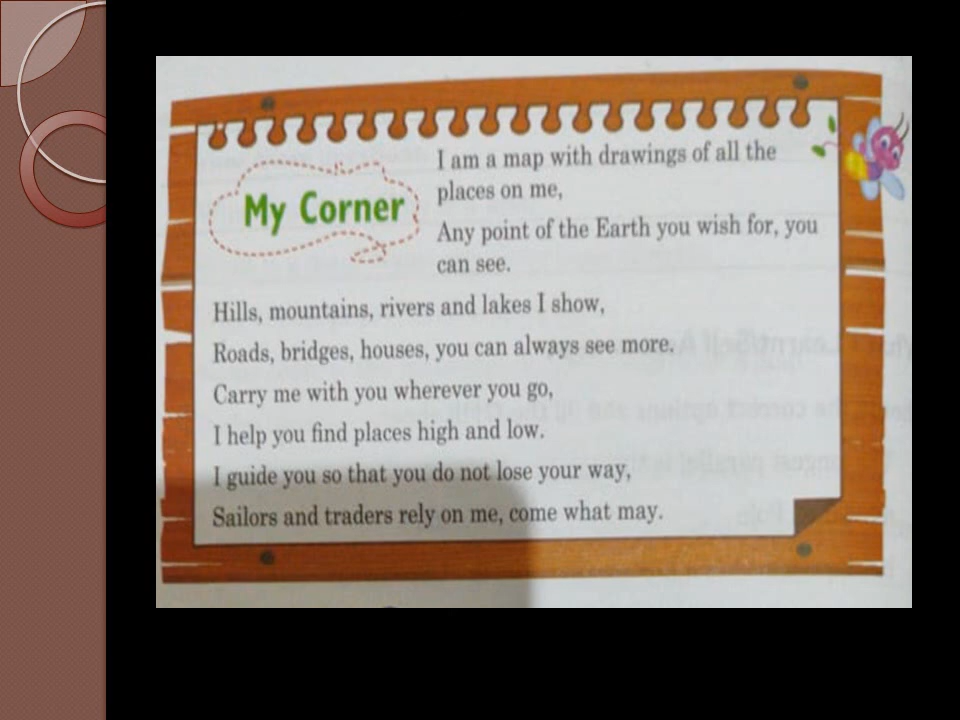 My Corner
I am a map with drawings of all the
places on me,
Any point of the Earth you wish for, you
can see.
Hills, mountains, rivers and lakes I show,
Roads, bridges, houses, you can always see more.
Carry me with you wherever you go,
I help you find places high and low.
I guide you so that you do not lose your way,
Sailors and traders rely on me, come what may.